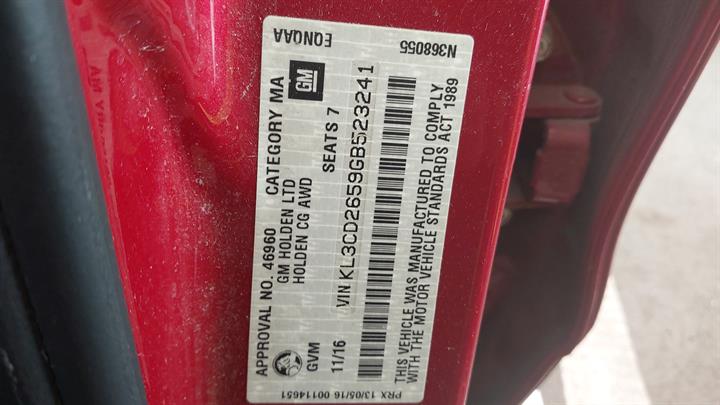 EQNQAA N368055
APPROVAL NO. 46960 CATEGORY MA
GM HOLDEN LTD GM
HOLDEN CG AWD
GVM SEATS 7
11/16 VIN KL3CD2659GB523241
THIS VEHICLE WAS MANUFACTURED TO COMPLY
WITH THE MOTOR VEHICLE STANDARDS ACT 1989
PRX 13/05/16 00114651